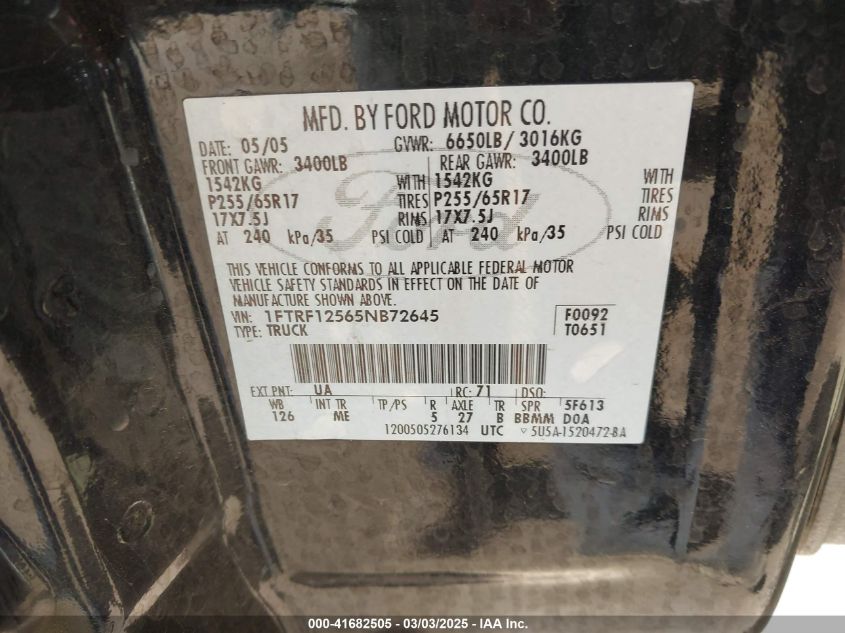 MFD. BY FORD MOTOR CO.
DATE: 05/05 GVWR: 6650LB/ 3016KG
FRONT GAWR: 3400LB REAR GAWR: 3400LB
1542KG WITH 1542KG WITH
P255/65R17 TIRES P255/65R17 TIRES
17X7.5J RIMS 17X7.5J RIMS
AT 240 kPa/35 PSI COLD AT 240 kPa/35 PSI COLD
Ford
THIS VEHICLE CONFORMS TO ALL APPLICABLE FEDERAL MOTOR
VEHICLE SAFETY STANDARDS IN EFFECT ON THE DATE OF
MANUFACTURE SHOWN ABOVE.
VIN: 1FTRF12565NB72645 F0092
TYPE: TRUCK T0651
EXT PNT: UA RC: 71 DSO:
WB INT TR TP/PS R AXLE TR SPR 5F613
126 ME 5 27 B BBMM DOA
1200505276134 UTC ▽ 5U5A-1520472-BA
000-41682505 - 03/03/2025 - IAA Inc.